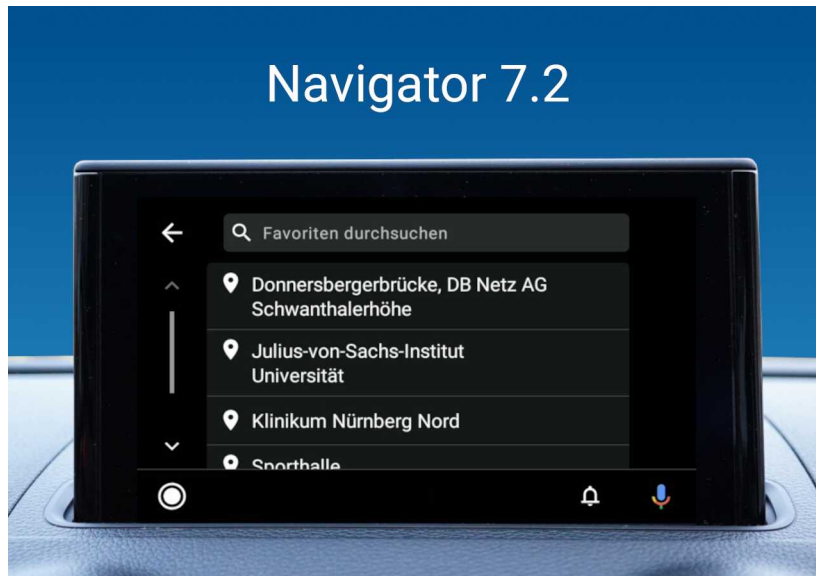 Navigator 7.2
Favoriten durchsuchen
Donnersbergerbrücke, DB Netz AG
Schwanthalerhöhe
Julius-von-Sachs-Institut
Universität
Klinikum Nürnberg Nord
Sporthalle